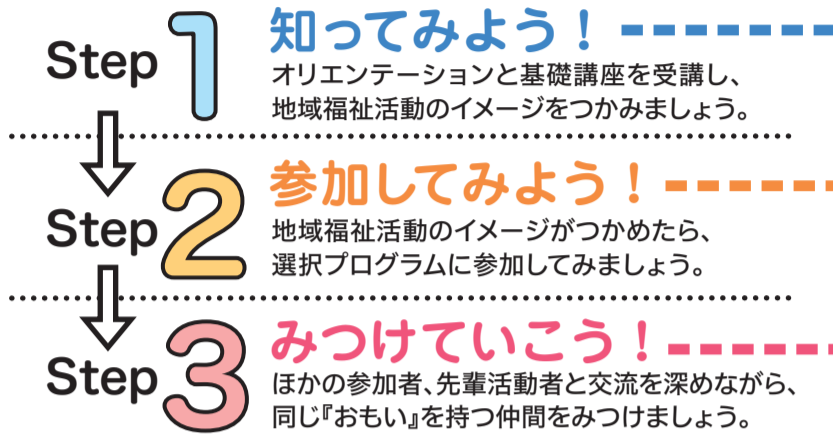 Step 1
知ってみよう！
オリエンテーションと基礎講座を受講し、
地域福祉活動のイメージをつかみましょう。
Step 2
参加してみよう！
地域福祉活動のイメージがつかめたら、
選択プログラムに参加してみましょう。
Step 3
みつけていこう！
ほかの参加者、先輩活動者と交流を深めながら、
同じ『おもい』を持つ仲間をみつけましょう。